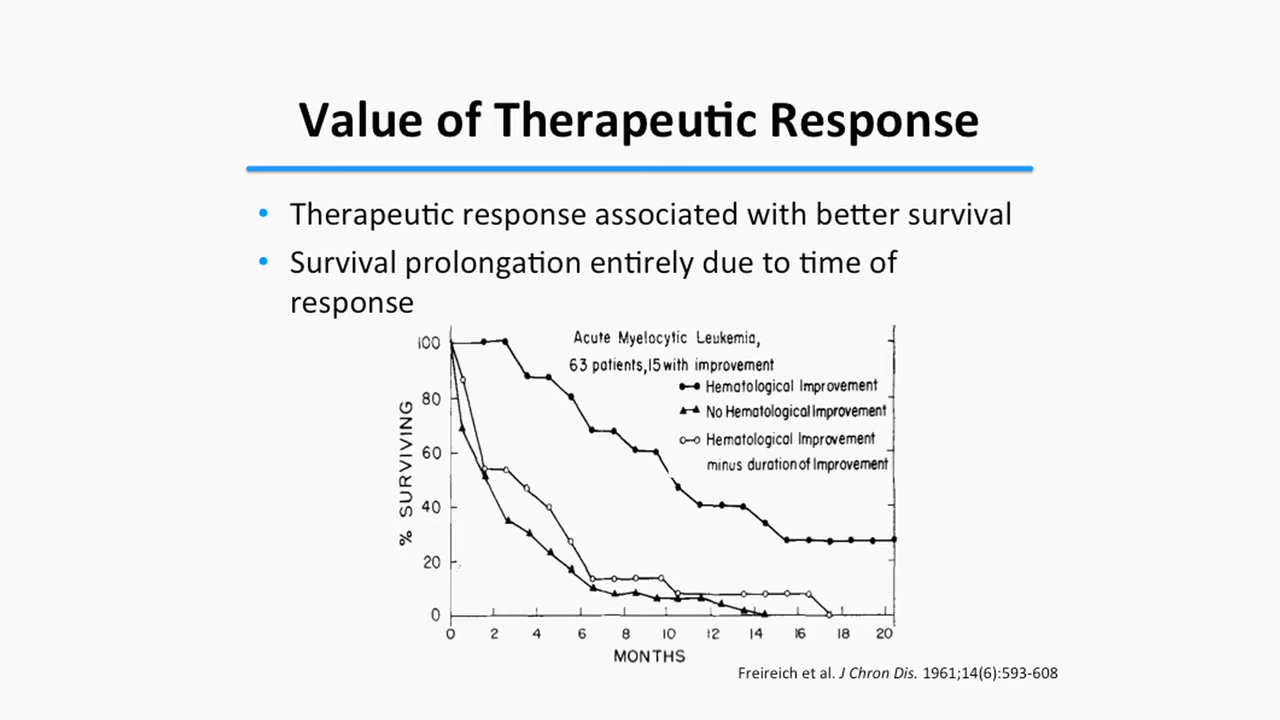 Value of Therapeutic Response
• Therapeutic response associated with better survival
• Survival prolongation entirely due to time of
response
Acute Myelocytic Leukemia,
63 patients, 15 with improvement
Hematological Improvement
No Hematological Improvement
Hematological Improvement
minus duration of Improvement
% SURVIVING
100
80
60
40
20
0
0 2 4 6 8 10 12 14 16 18 20
MONTHS
Freireich et al. J Chron Dis. 1961;14(6):593-608